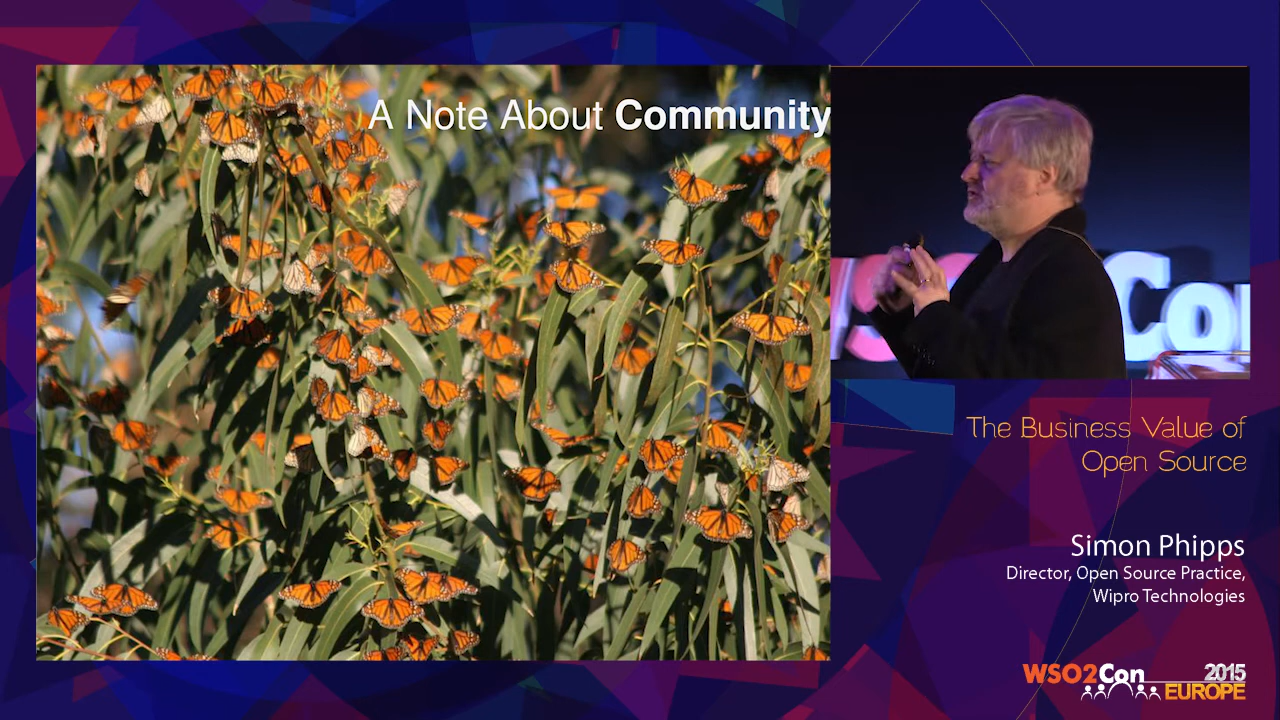 A Note About Community
Con
The Business Value of
Open Source
Simon Phipps
Director, Open Source Practice,
Wipro Technologies
WSO2Con 2015
EUROPE